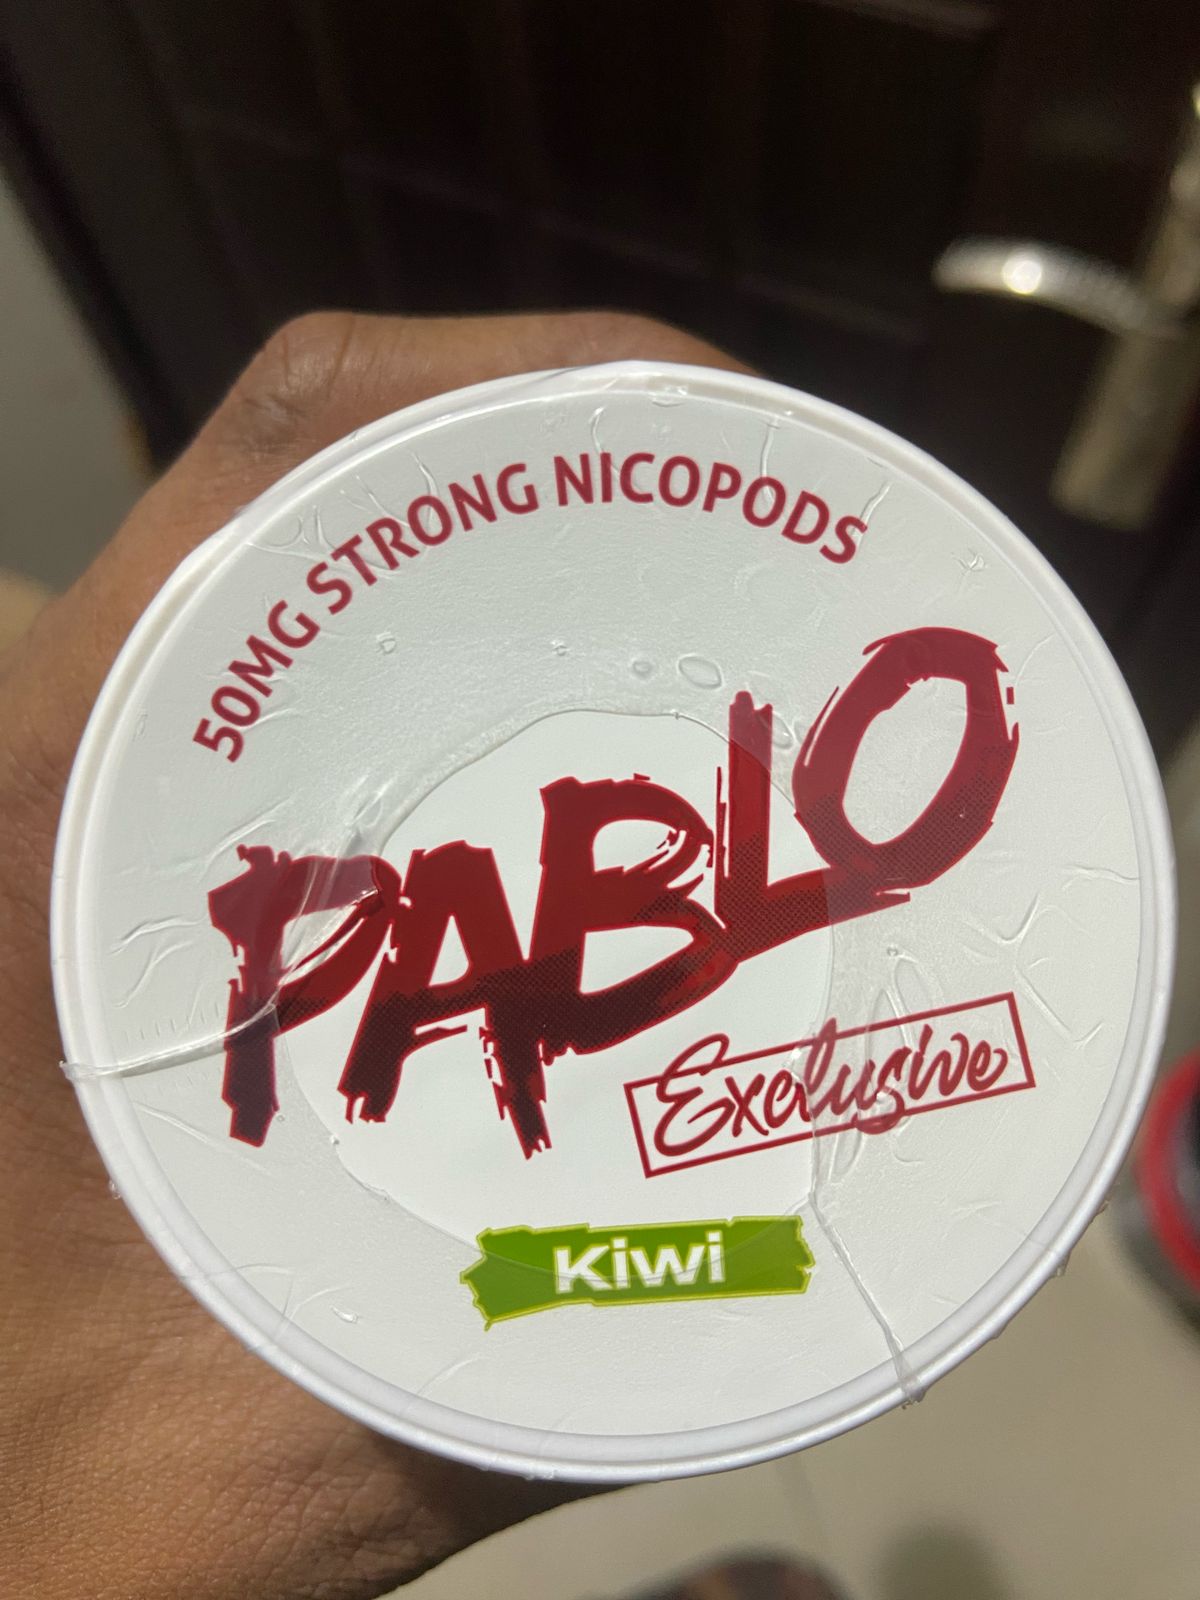 50MG STRONG NICOPODS
PABLO
Exclusive
Kiwi